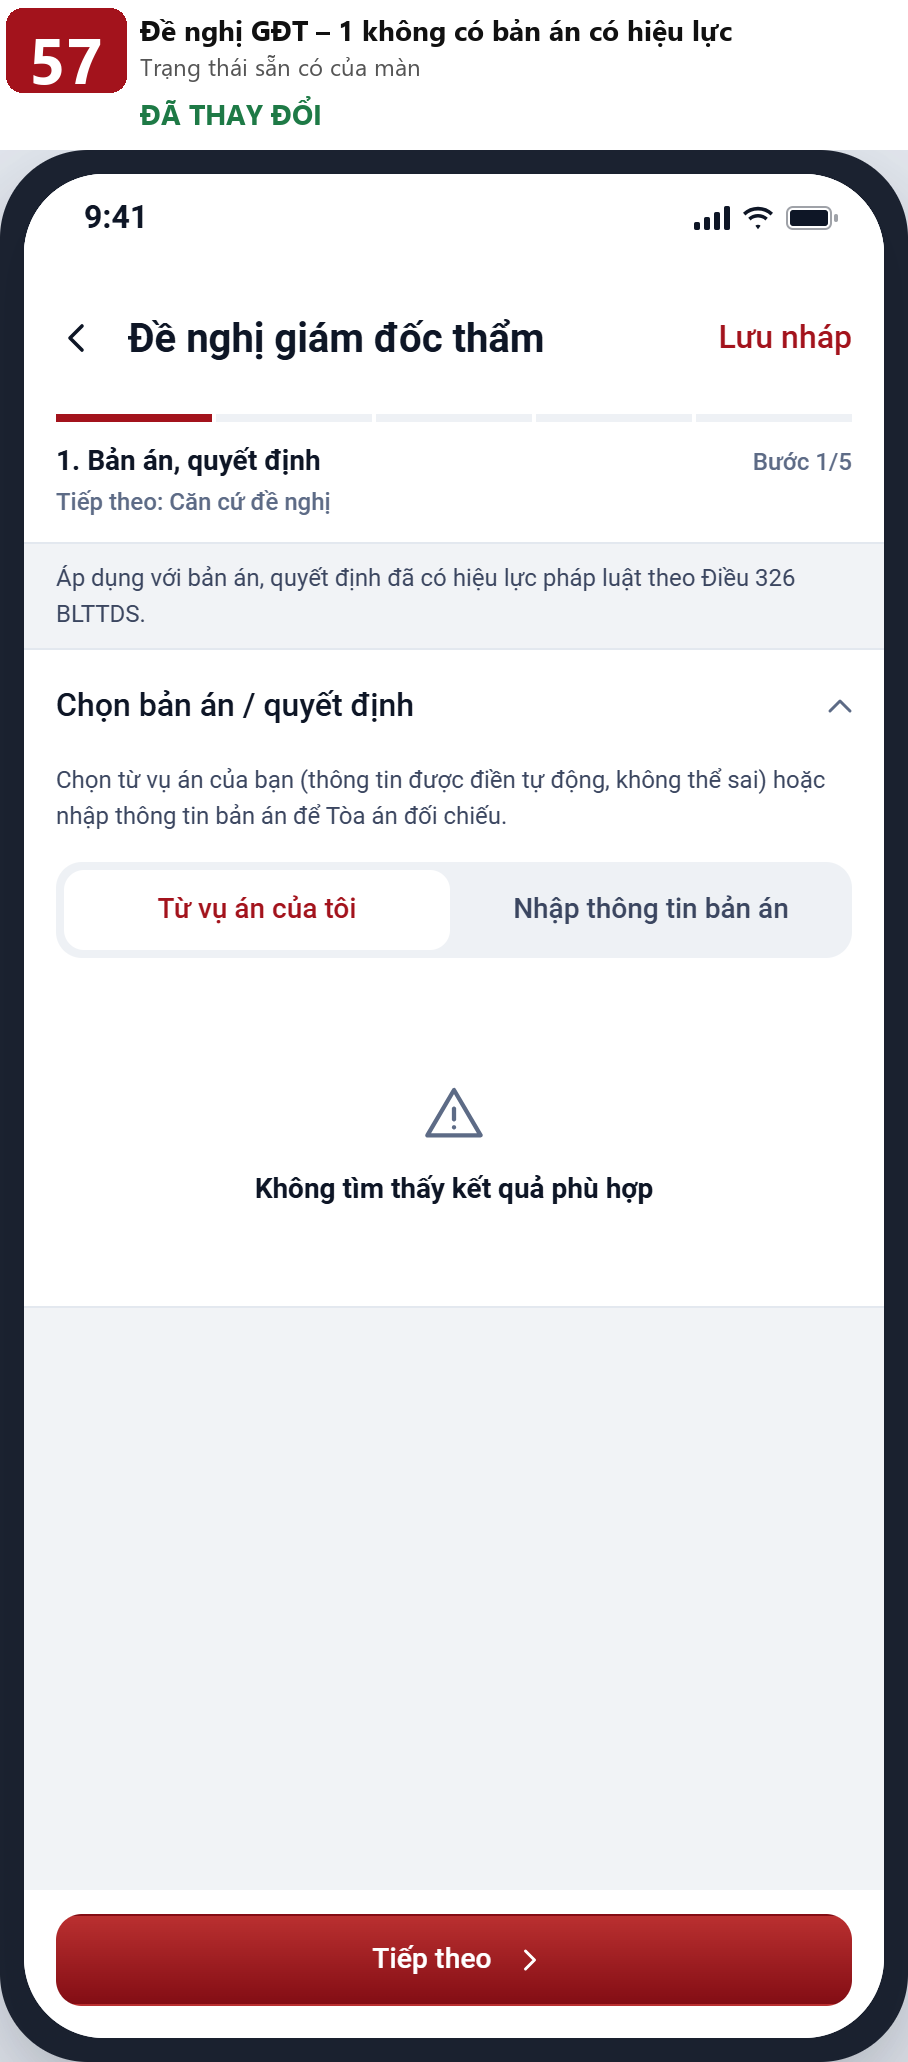 57
Đề nghị GĐT – 1 không có bản án có hiệu lực
Trạng thái sẵn có của màn
ĐÃ THAY ĐỔI
9:41
Đề nghị giám đốc thẩm
Lưu nháp
1. Bản án, quyết định
Bước 1/5
Tiếp theo: Căn cứ đề nghị
Áp dụng với bản án, quyết định đã có hiệu lực pháp luật theo Điều 326
BLTTDS.
Chọn bản án / quyết định
Chọn từ vụ án của bạn (thông tin được điền tự động, không thể sai) hoặc
nhập thông tin bản án để Tòa án đối chiếu.
Từ vụ án của tôi
Nhập thông tin bản án
Không tìm thấy kết quả phù hợp
Tiếp theo